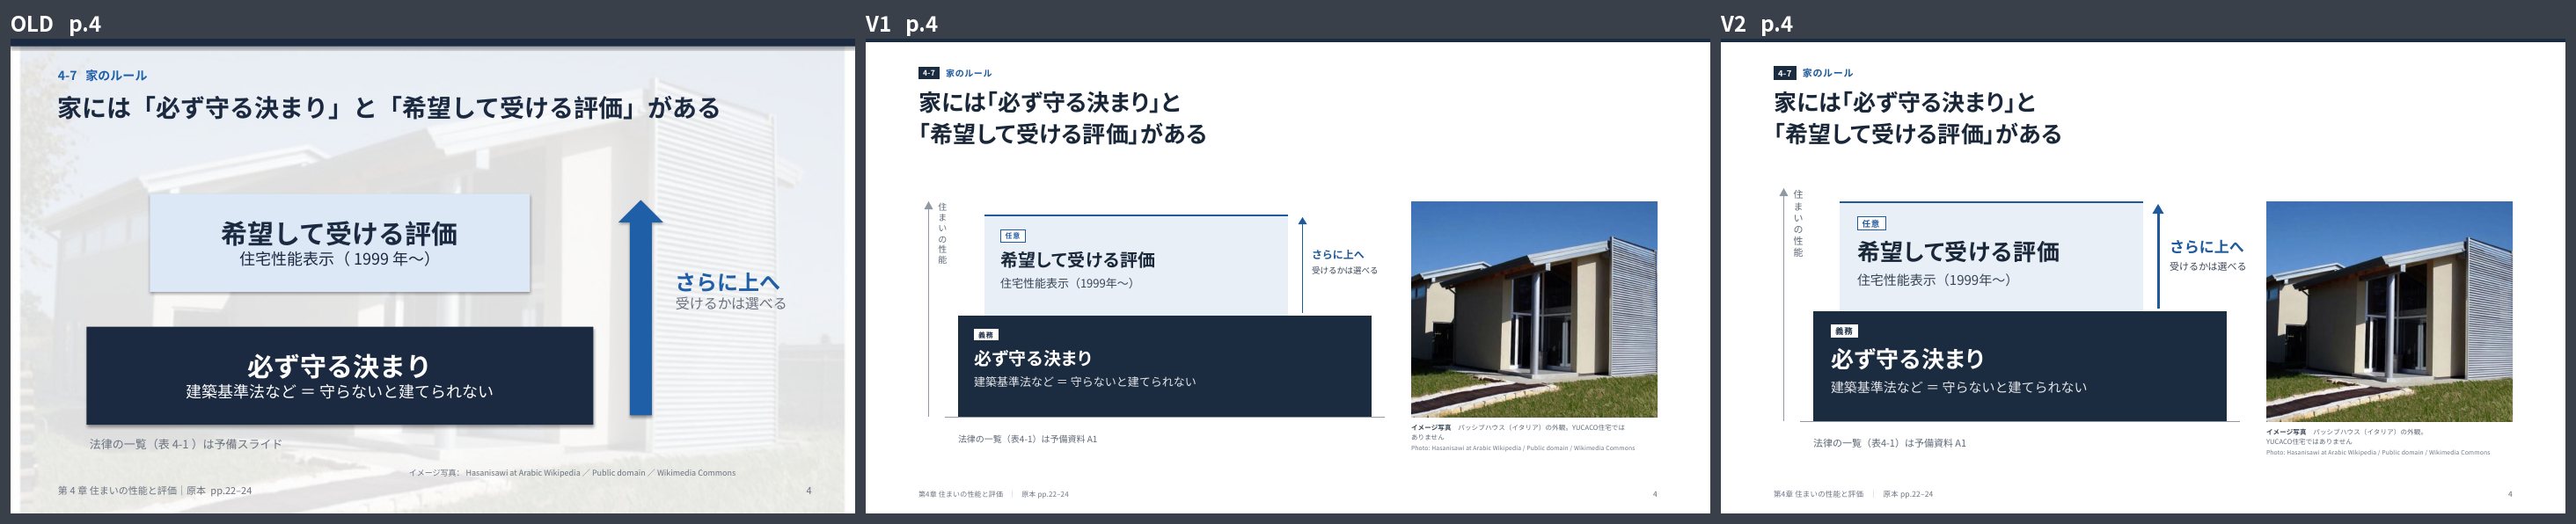 OLD p.4
4-7 家のルール
家には「必ず守る決まり」と「希望して受ける評価」がある
希望して受ける評価
住宅性能表示（ 1999 年～）
さらに上へ
受けるかは選べる
必ず守る決まり
建築基準法など ＝ 守らないと建てられない
法律の一覧（表 4-1 ）は予備スライド
イメージ写真： Hasanisawi at Arabic Wikipedia ／ Public domain ／ Wikimedia Commons
第 4 章 住まいの性能と評価｜原本 pp.22–24
4
V1 p.4
4-7 家のルール
家には「必ず守る決まり」と
「希望して受ける評価」がある
住まいの性能
任意
希望して受ける評価
住宅性能表示（1999年～）
さらに上へ
受けるかは選べる
義務
必ず守る決まり
建築基準法など ＝ 守らないと建てられない
法律の一覧（表4-1）は予備資料 A1
イメージ写真 パッシブハウス（イタリア）の外観。YUCACO住宅では
ありません
Photo: Hasanisawi at Arabic Wikipedia / Public domain / Wikimedia Commons
第4章 住まいの性能と評価｜原本 pp.22–24
4
V2 p.4
4-7 家のルール
家には「必ず守る決まり」と
「希望して受ける評価」がある
住まいの性能
任意
希望して受ける評価
住宅性能表示（1999年～）
さらに上へ
受けるかは選べる
義務
必ず守る決まり
建築基準法など ＝ 守らないと建てられない
法律の一覧（表4-1）は予備資料 A1
イメージ写真 パッシブハウス（イタリア）の外観。
YUCACO住宅ではありません
Photo: Hasanisawi at Arabic Wikipedia / Public domain / Wikimedia Commons
第4章 住まいの性能と評価｜原本 pp.22–24
4